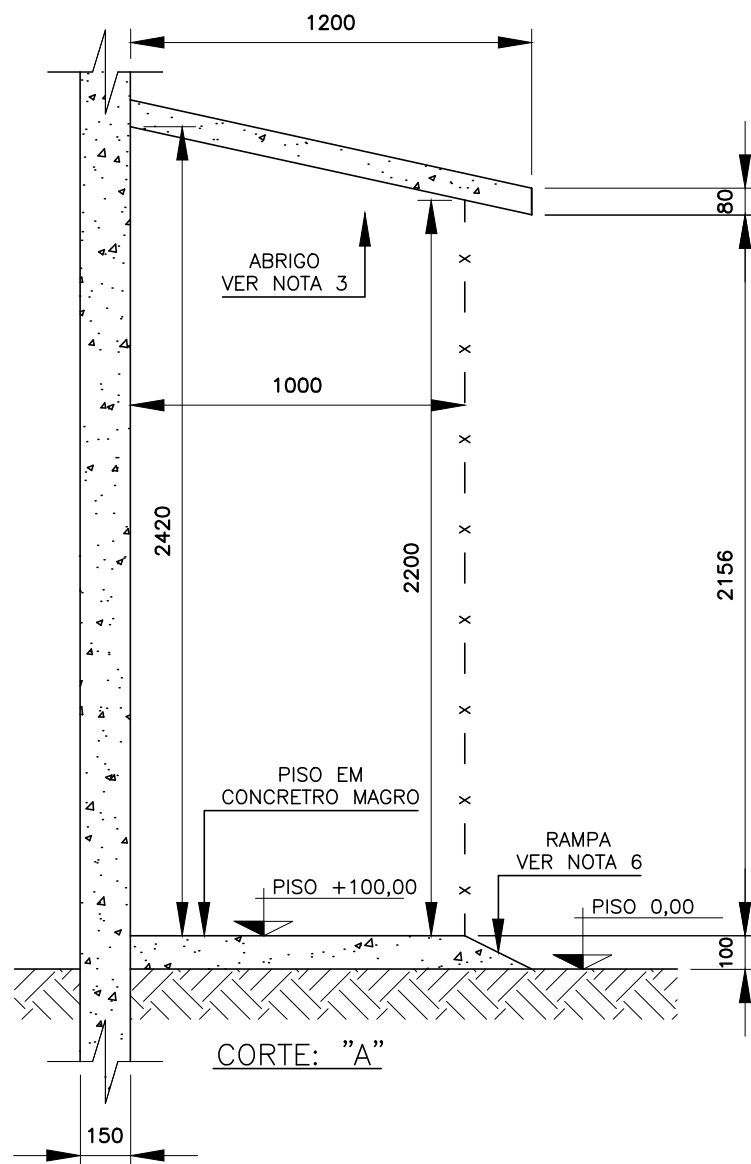 1200
80
ABRIGO
VER NOTA 3
1000
2420
2200
2156
PISO EM
CONCRETRO MAGRO
RAMPA
VER NOTA 6
PISO +100,00
PISO 0,00
100
CORTE: "A"
150